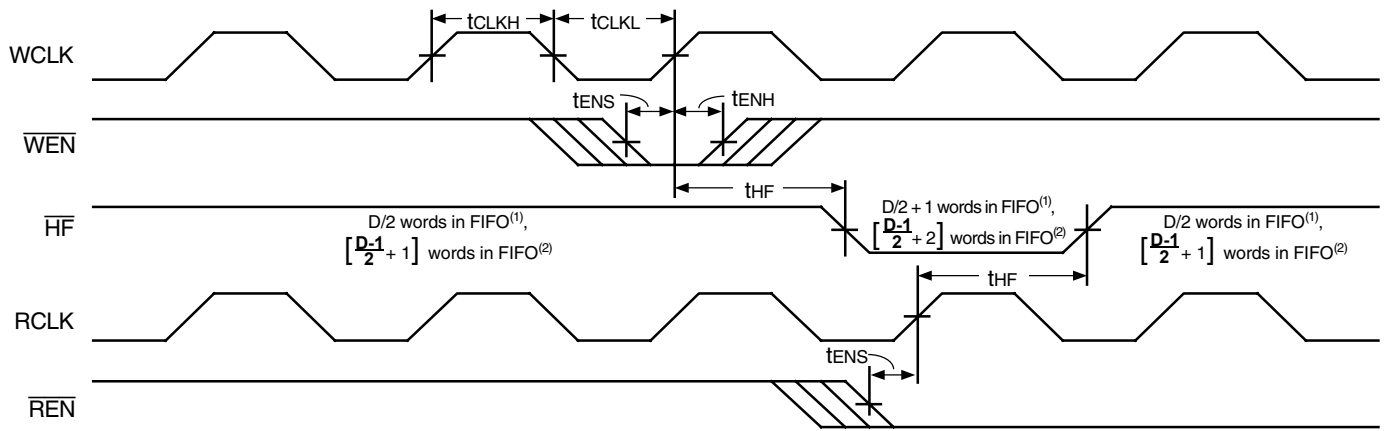 tCLKH tCLKL
WCLK
tENS tENH
WEN
tHF
HF
D/2 words in FIFO(1),
[D-1/2 + 1] words in FIFO(2)
D/2 + 1 words in FIFO(1),
[D-1/2 + 2] words in FIFO(2)
D/2 words in FIFO(1),
[D-1/2 + 1] words in FIFO(2)
tHF
RCLK
tENS
REN